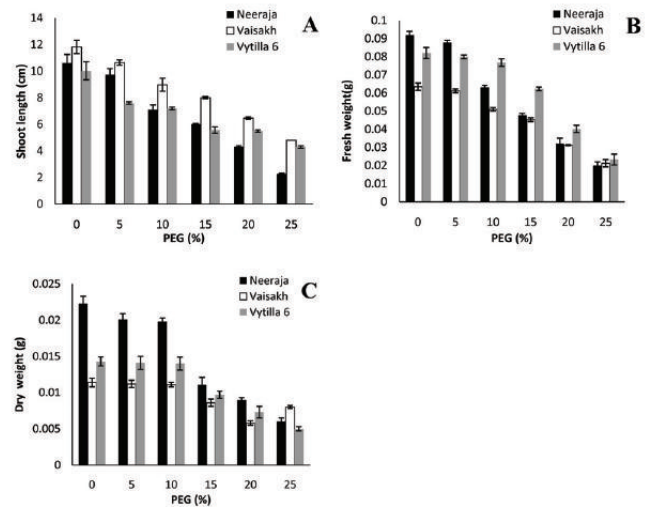 A
Neeraja
Vaisakh
Vytilla 6
Shoot length (cm)
14
12
10
8
6
4
2
0
0 5 10 15 20 25
PEG (%)
B
Neeraja
Vaisakh
Vytilla 6
Fresh weight(g)
0.1
0.09
0.08
0.07
0.06
0.05
0.04
0.03
0.02
0.01
0
0 5 10 15 20 25
PEG (%)
C
Neeraja
Vaisakh
Vytilla 6
Dry weight (g)
0.025
0.02
0.015
0.01
0.005
0
0 5 10 15 20 25
PEG (%)